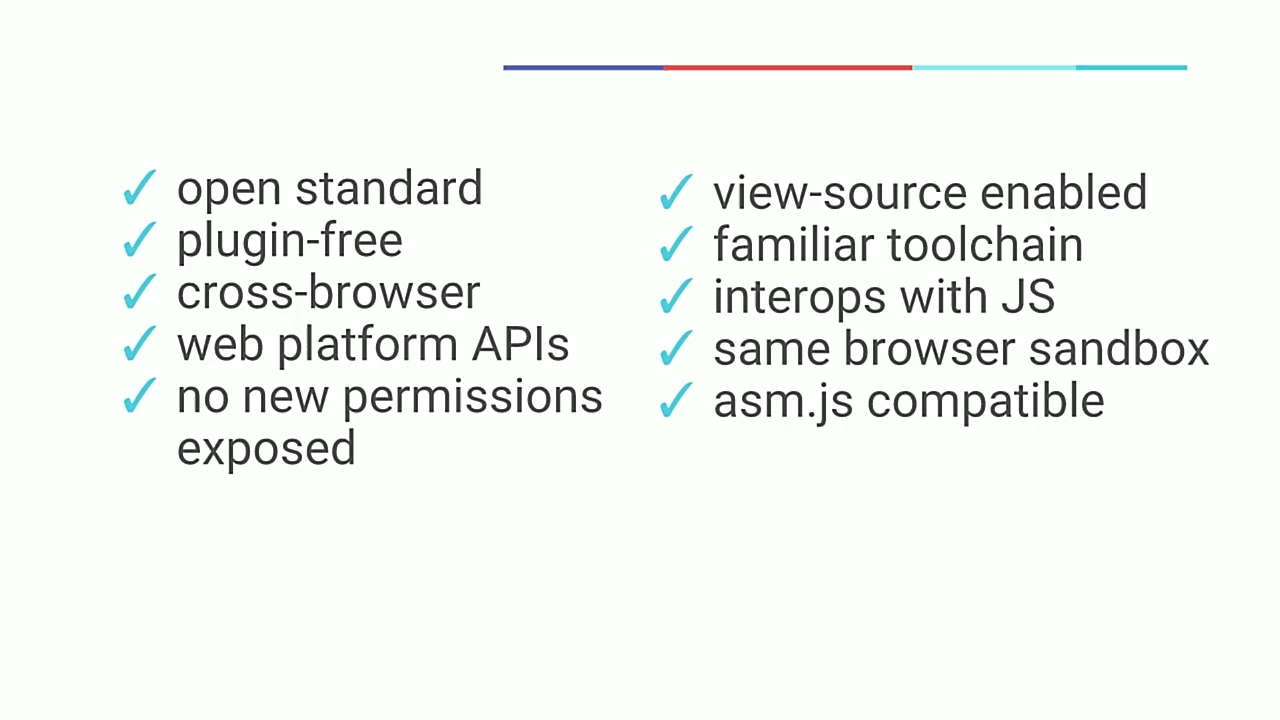 ✓ open standard
✓ plugin-free
✓ cross-browser
✓ web platform APIs
✓ no new permissions
exposed
✓ view-source enabled
✓ familiar toolchain
✓ interops with JS
✓ same browser sandbox
✓ asm.js compatible